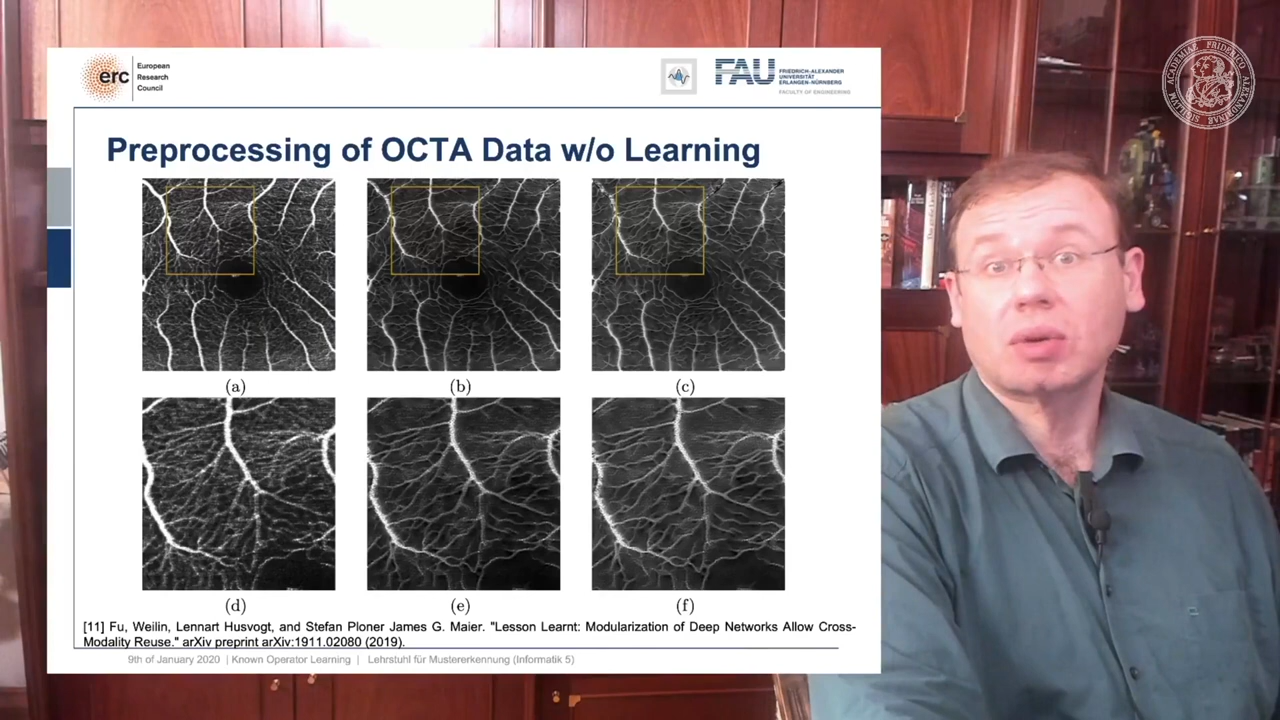 erc
European
Research
Council
FAU
FRIEDRICH-ALEXANDER
UNIVERSITÄT
ERLANGEN-NÜRNBERG
FACULTY OF ENGINEERING
Preprocessing of OCTA Data w/o Learning
(a) (b) (c)
(d) (e) (f)
[11] Fu, Weilin, Lennart Husvogt, and Stefan Ploner James G. Maier. "Lesson Learnt: Modularization of Deep Networks Allow Cross-
Modality Reuse." arXiv preprint arXiv:1911.02080 (2019).
9th of January 2020 | Known Operator Learning | Lehrstuhl für Mustererkennung (Informatik 5)